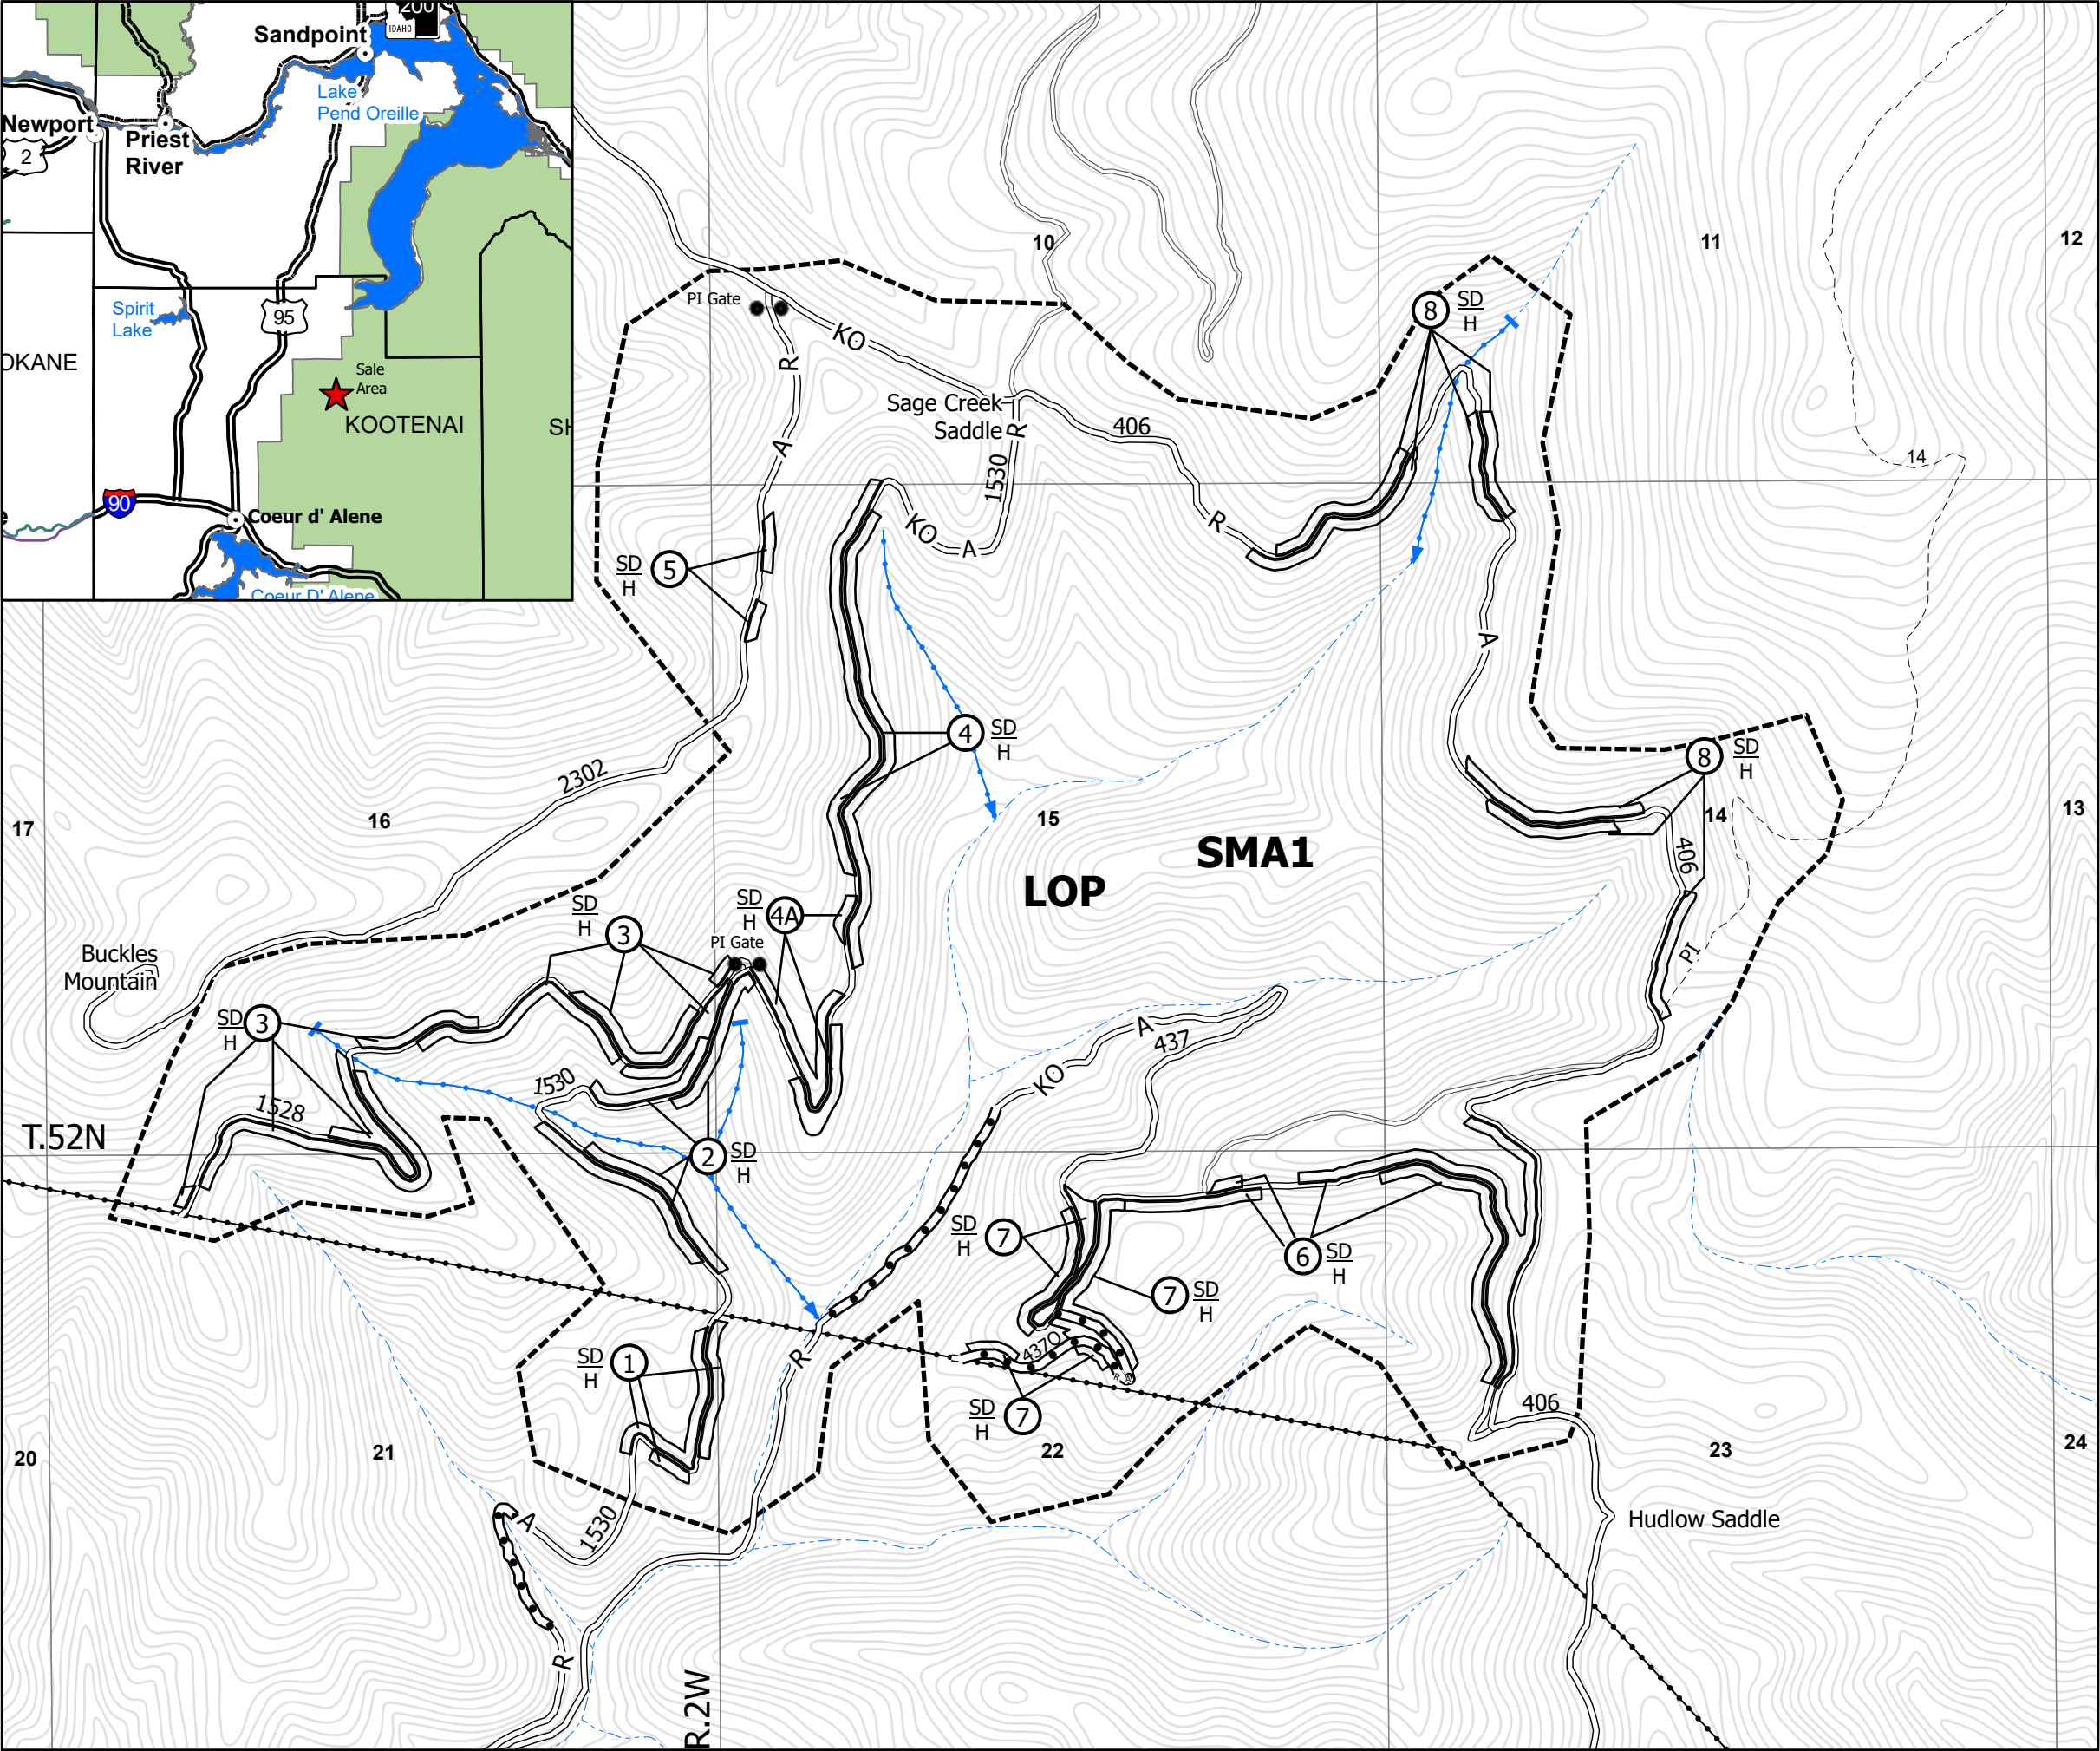 200
IDAHO
Sandpoint
Lake
Pend Oreille
Newport
Priest
River
2
Spirit
Lake
95
OKANE
Sale
Area
KOOTENAI
SH
90
Coeur d' Alene
Coeur D' Alene
10
11
12
PI Gate
KO
R
A
Sage Creek
Saddle
R
406
1530
KO
A
R
8
SD
H
14
SD
H
5
A
4
SD
H
8
SD
H
2302
16
17
15
14
13
SMA1
LOP
406
PI
SD
H
3
SD
H
4A
PI Gate
Buckles
Mountain
SD
H
3
1528
1530
A
437
KO
T.52N
2
SD
H
SD
H
7
7
SD
H
6
SD
H
437O
R
SD
H
1
SD
H
7
406
20
21
22
23
24
A
1530
Hudlow Saddle
R
R.2W